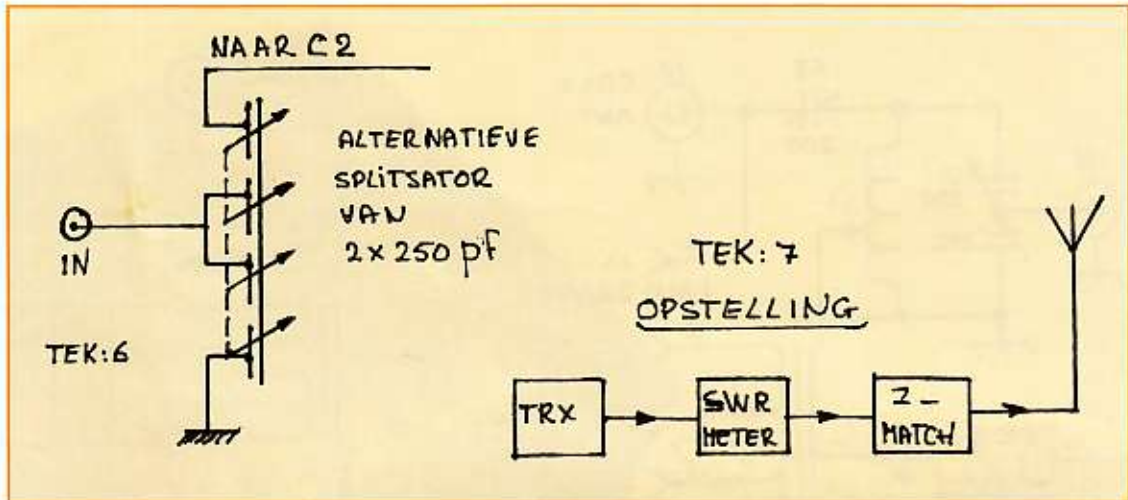 NAAR C2
ALTERNATIEVE
SPLITSATOR
VAN
2 x 250 pf
IN
TEK:6
TEK: 7
OPSTELLING
TRX
SWR
METER
Z-
MATCH